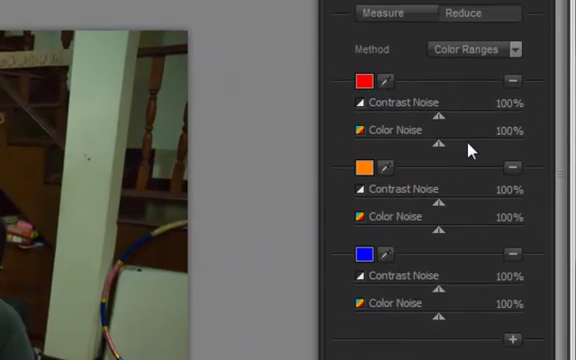 Measure Reduce
Method Color Ranges
Contrast Noise 100%
Color Noise 100%
Contrast Noise 100%
Color Noise 100%
Contrast Noise 100%
Color Noise 100%